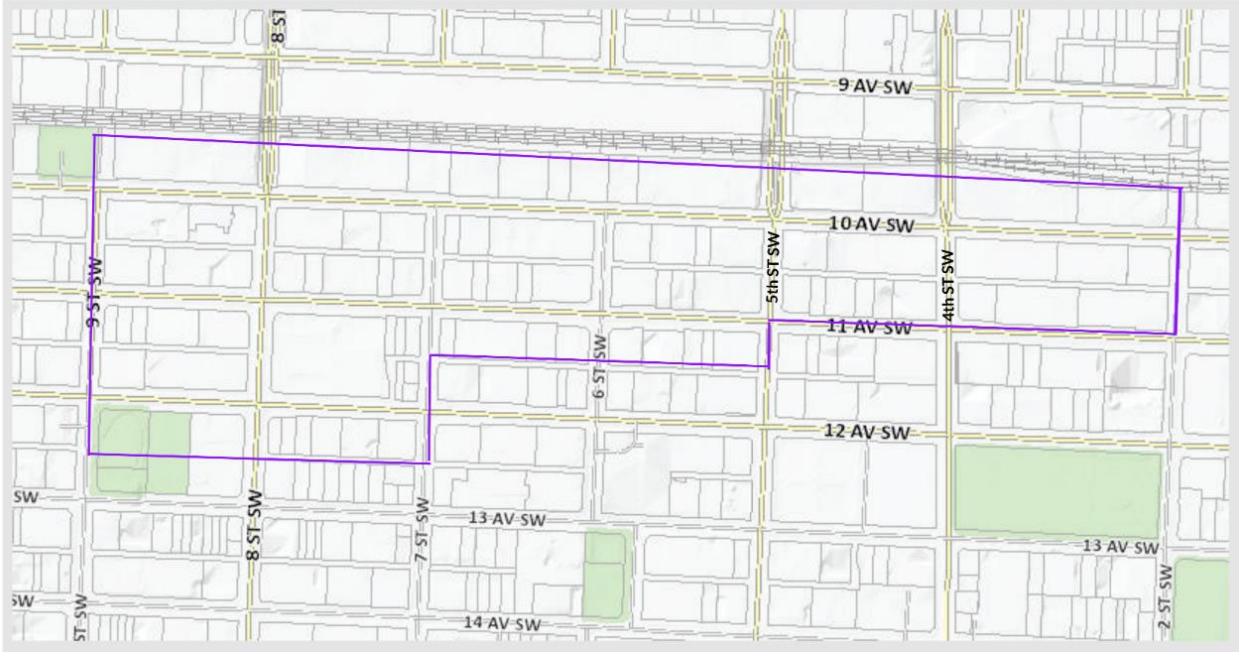 8 ST
9 AV SW
10 AV SW
5th ST SW
4th ST SW
9 ST SW
11 AV SW
6 ST SW
12 AV SW
SW
8 ST SW
7 ST SW
13 AV SW
13 AV SW
SW
ST SW
14 AV SW
2 ST SW